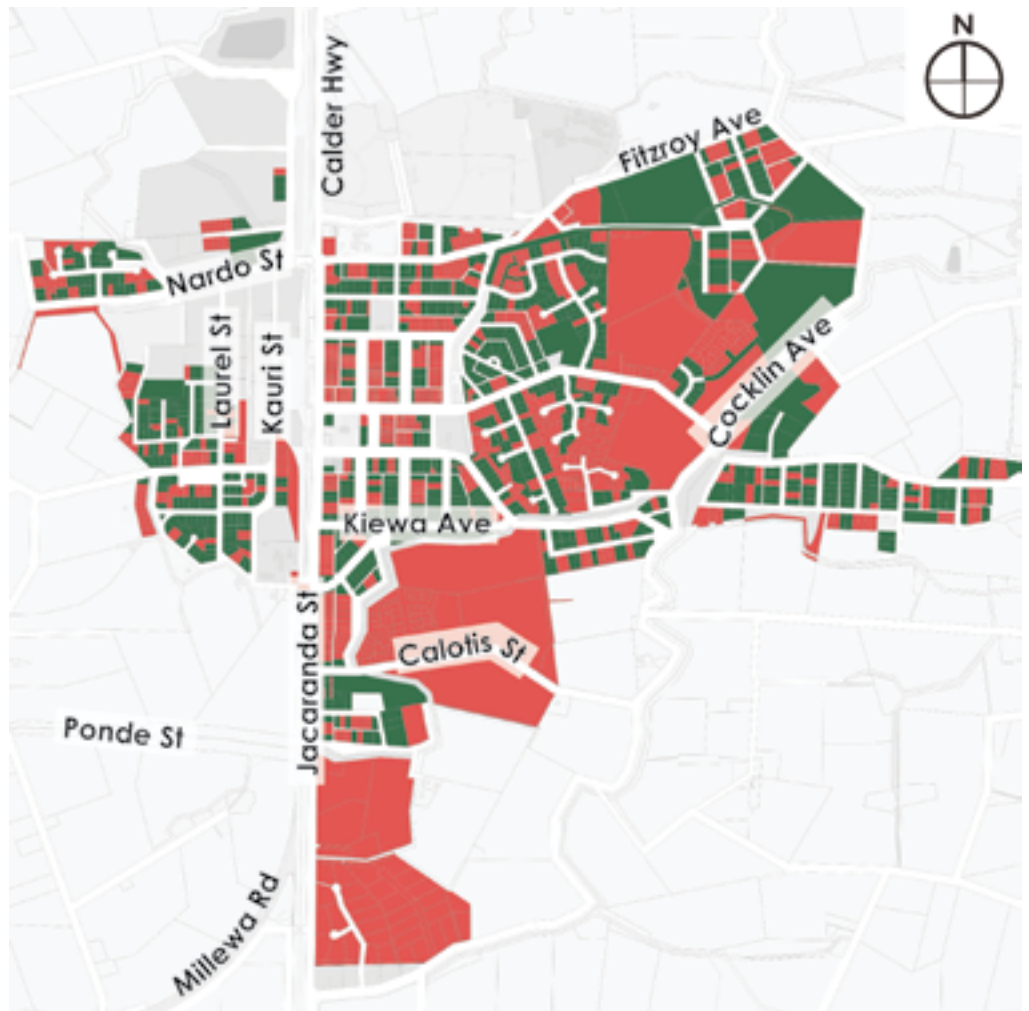 N
Calder Hwy
Fitzroy Ave
Nardo St
Laurel St
Kauri St
Cocklin Ave
Kiewa Ave
Jacaranda St
Calotis St
Ponde St
Millewa Rd